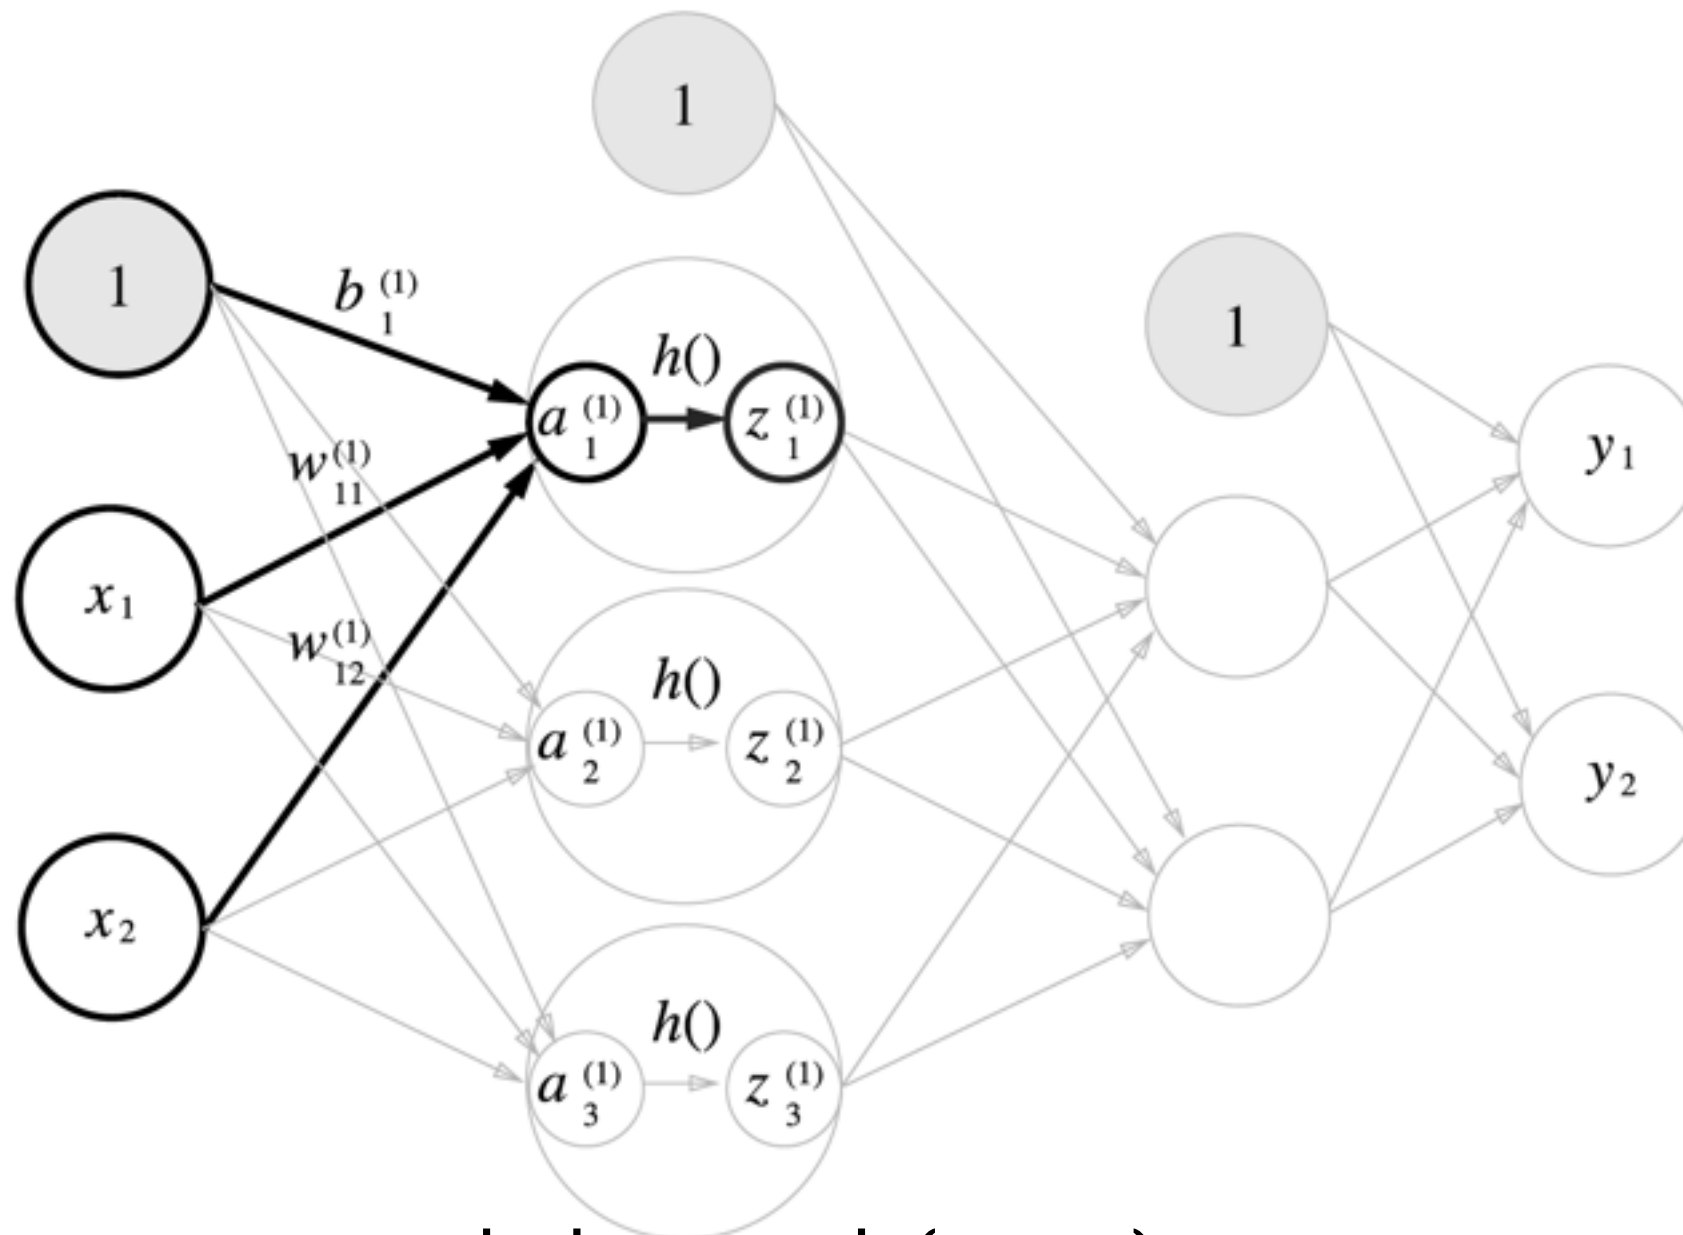 1
1
b₁⁽¹⁾
1
h()
a₁⁽¹⁾
z₁⁽¹⁾
w₁₁⁽¹⁾
y₁
x₁
w₁₂⁽¹⁾
h()
a₂⁽¹⁾
z₂⁽¹⁾
y₂
x₂
h()
a₃⁽¹⁾
z₃⁽¹⁾